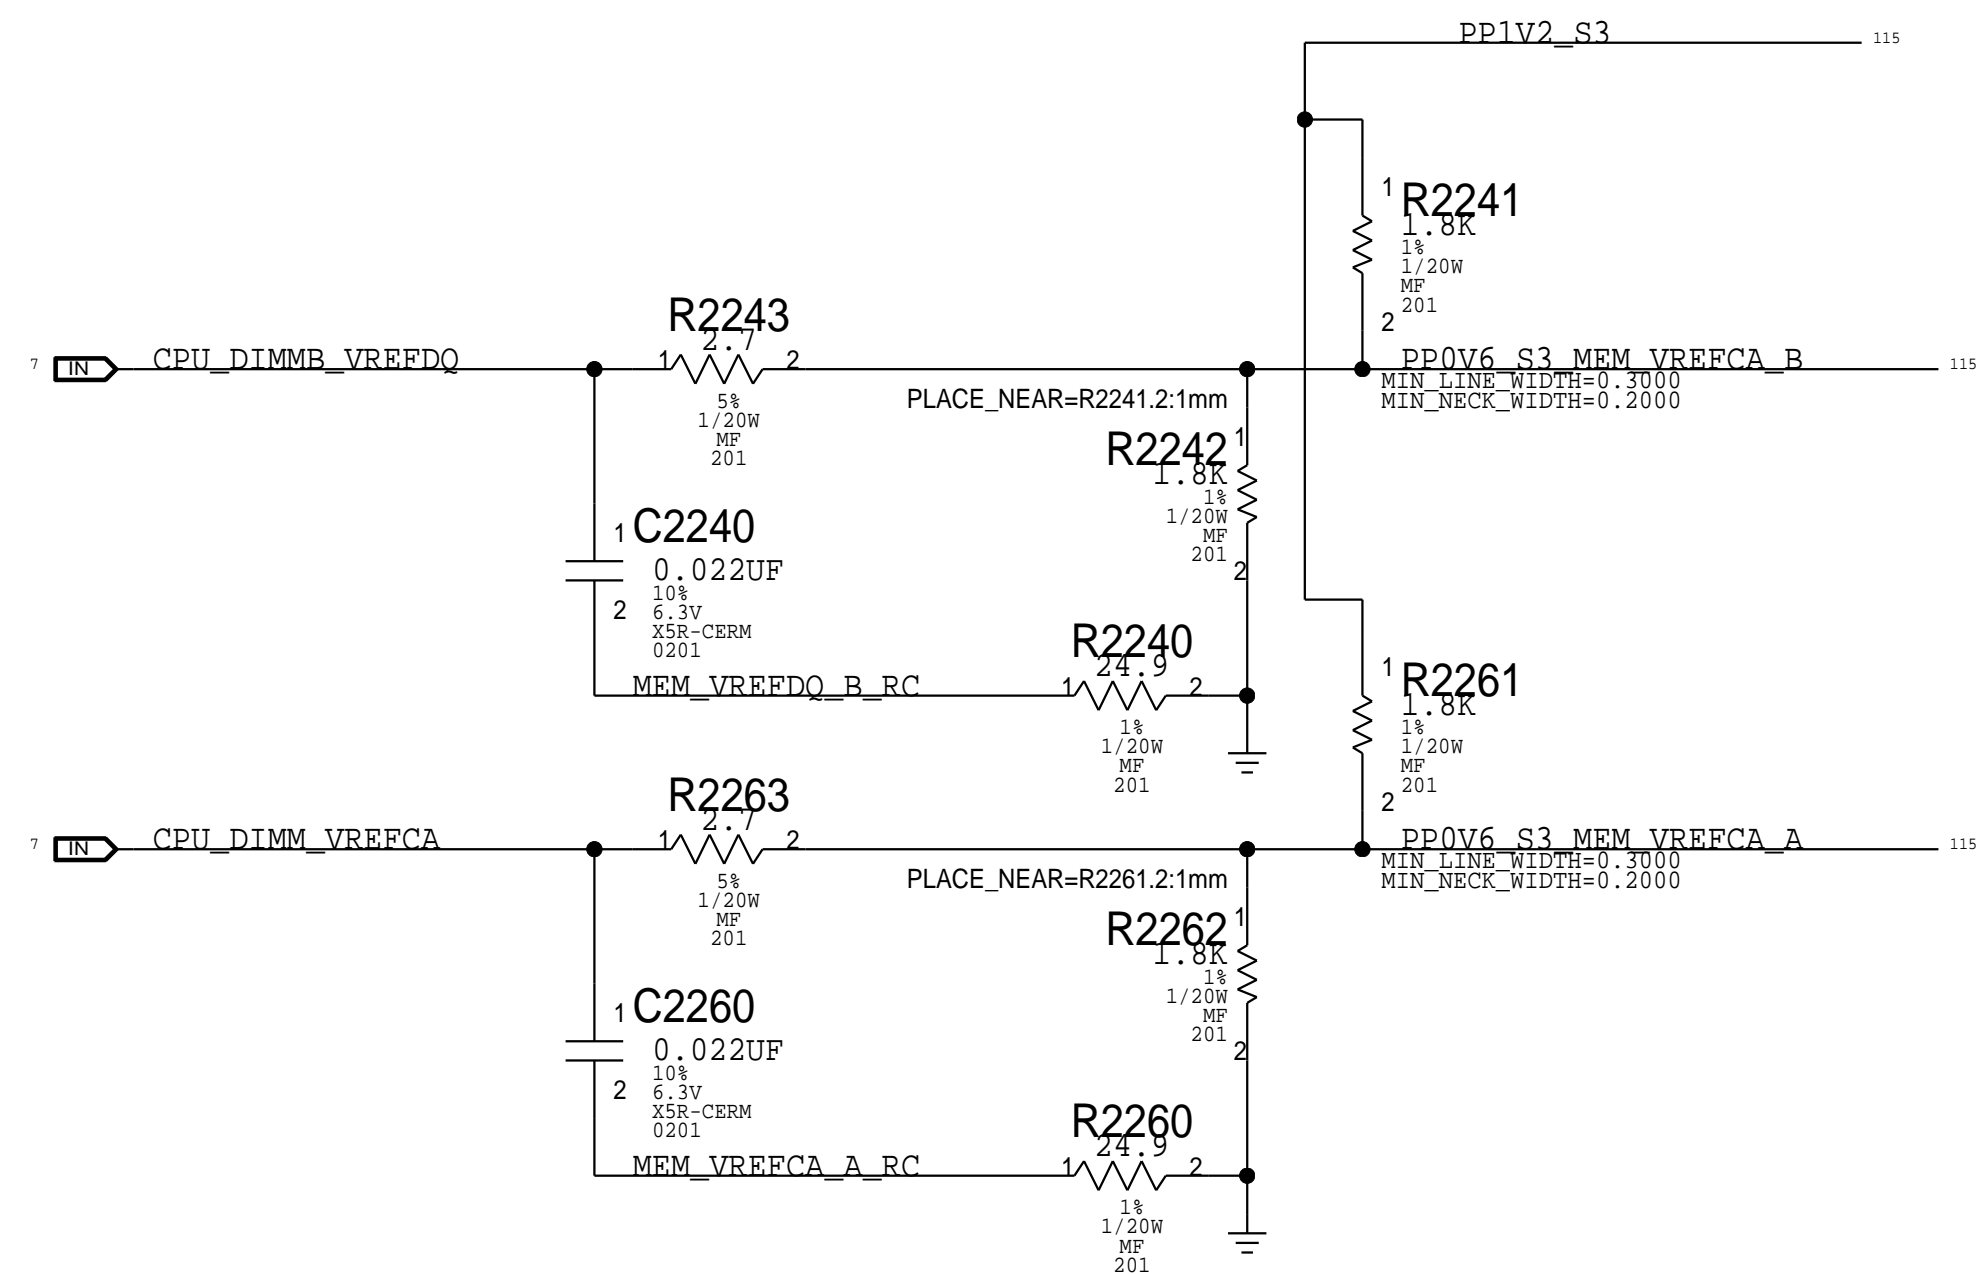 PP1V2_S3
115
1
R2241
1.8K
1%
1/20W
MF
201
2
R2243
2.7
7
IN
CPU_DIMMB_VREFDQ
1
2
PP0V6_S3_MEM_VREFCA_B
115
MIN_LINE_WIDTH=0.3000
MIN_NECK_WIDTH=0.2000
5%
1/20W
MF
201
PLACE_NEAR=R2241.2:1mm
1
R2242
1.8K
1%
1/20W
MF
201
2
1
C2240
0.022UF
10%
6.3V
X5R-CERM
0201
2
R2240
24.9
MEM_VREFDQ_B_RC
1
2
1%
1/20W
MF
201
1
R2261
1.8K
1%
1/20W
MF
201
2
R2263
2.7
7
IN
CPU_DIMM_VREFCA
1
2
PP0V6_S3_MEM_VREFCA_A
115
MIN_LINE_WIDTH=0.3000
MIN_NECK_WIDTH=0.2000
5%
1/20W
MF
201
PLACE_NEAR=R2261.2:1mm
1
R2262
1.8K
1%
1/20W
MF
201
2
1
C2260
0.022UF
10%
6.3V
X5R-CERM
0201
2
R2260
24.9
MEM_VREFCA_A_RC
1
2
1%
1/20W
MF
201